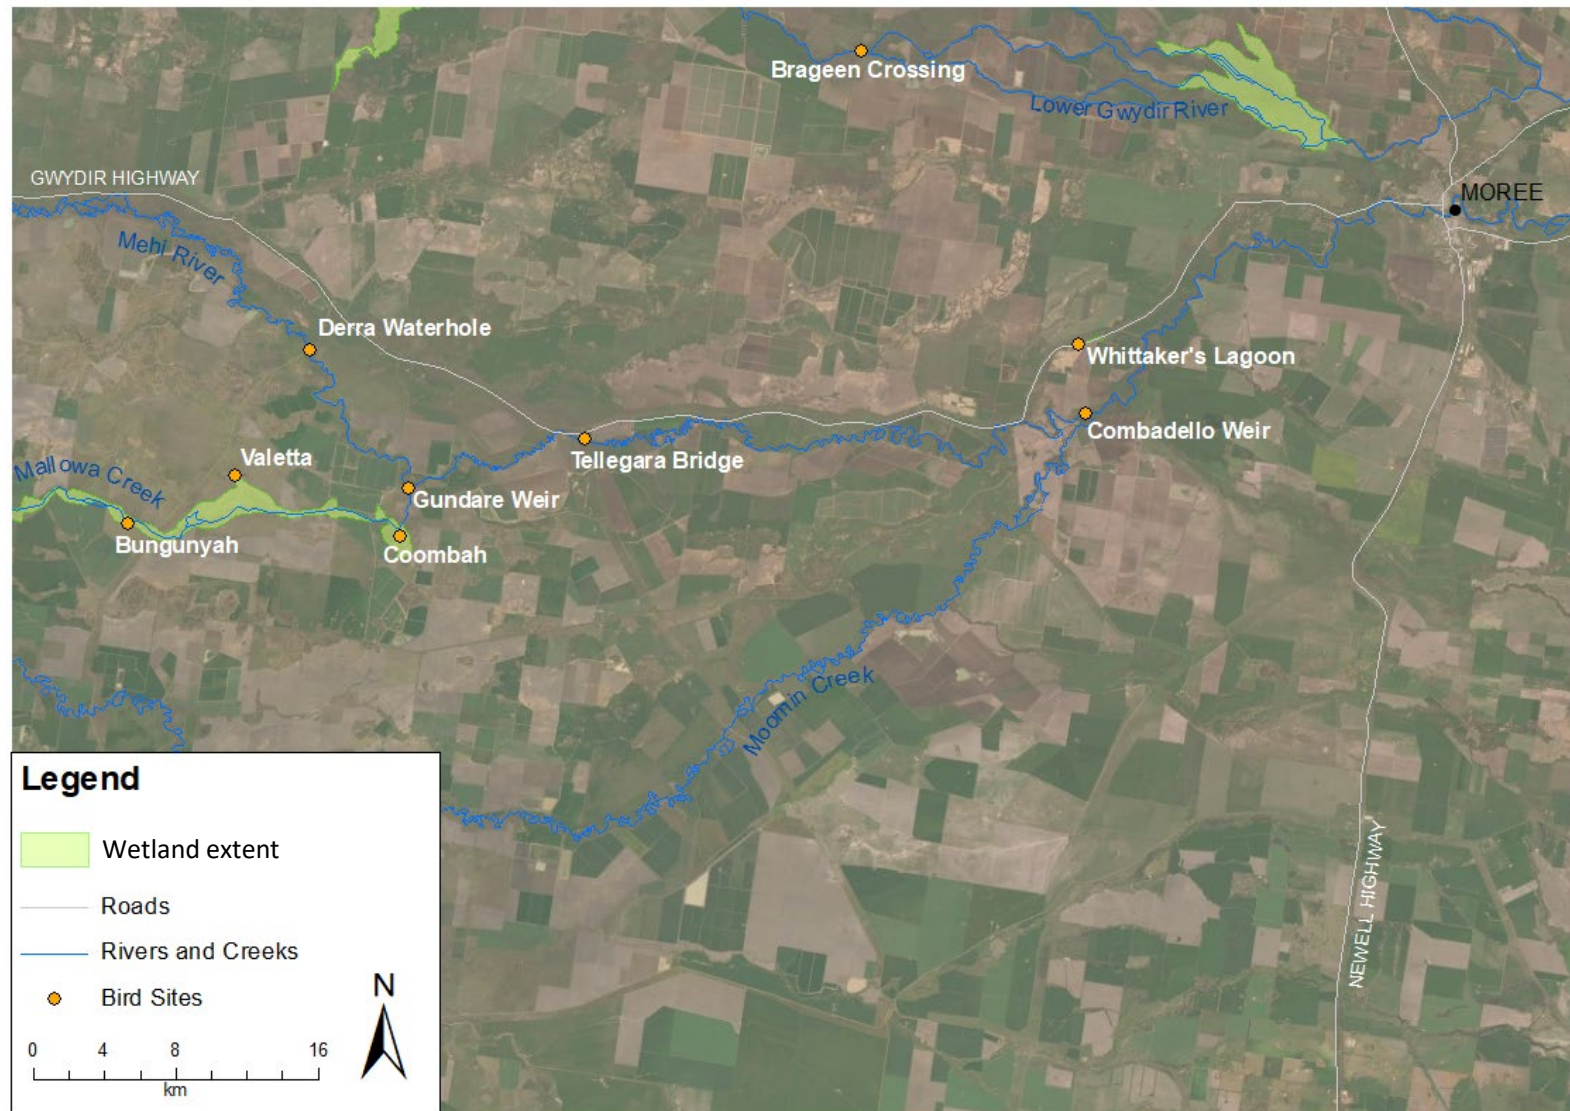 Brageen Crossing
Lower Gwydir River
GWYDIR HIGHWAY
MOREE
Mehi River
Derra Waterhole
Whittaker's Lagoon
Combadello Weir
Valetta
Tellegara Bridge
Mallowa Creek
Gundare Weir
Bungunyah
Coombah
Moomin Creek
NEWELL HIGHWAY
Legend
Wetland extent
Roads
Rivers and Creeks
Bird Sites
N
0 4 8 16
km